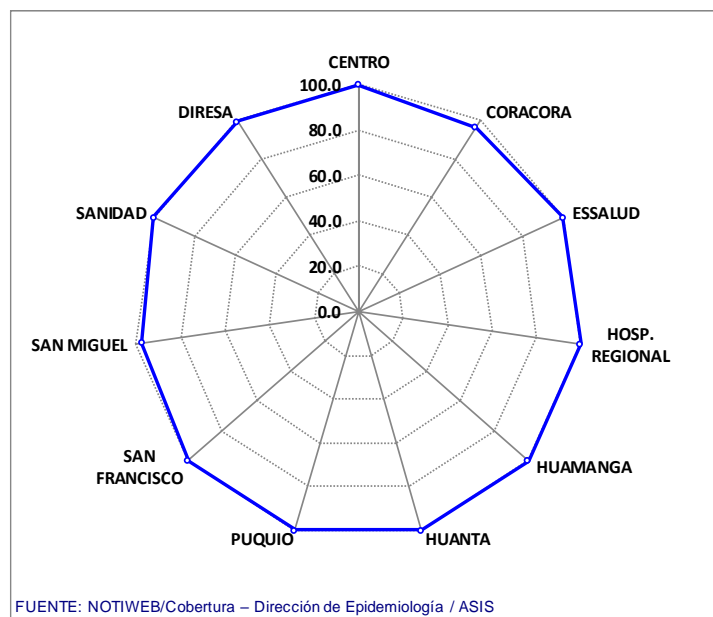 CENTRO
100.0
DIRESA
CORACORA
80.0
60.0
SANIDAD
ESSALUD
40.0
20.0
0.0
SAN MIGUEL
HOSP.
REGIONAL
SAN
FRANCISCO
HUAMANGA
PUQUIO
HUANTA
FUENTE: NOTIWEB/Cobertura – Dirección de Epidemiología / ASIS